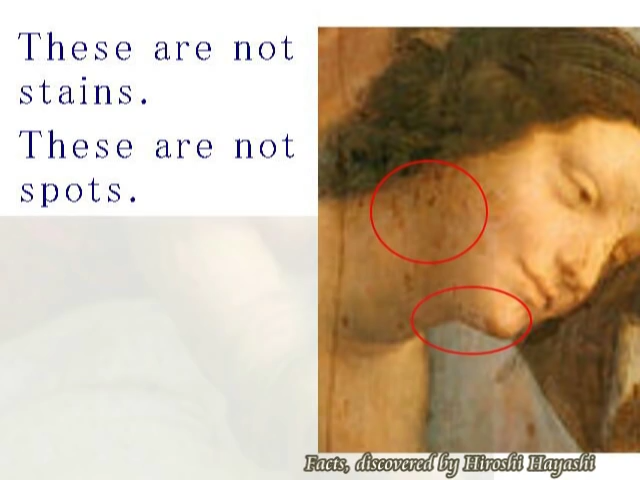 These are not
stains.
These are not
spots.
Facts, discovered by Hiroshi Hayashi